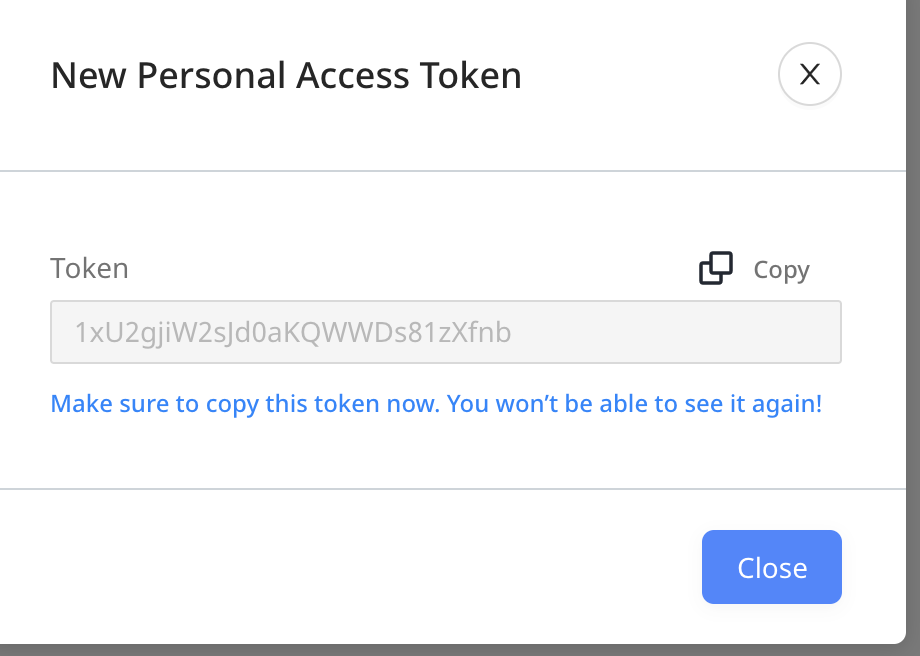 New Personal Access Token
X
Token
Copy
1xU2gjiW2sJd0aKQWWDs81zXfnb
Make sure to copy this token now. You won’t be able to see it again!
Close